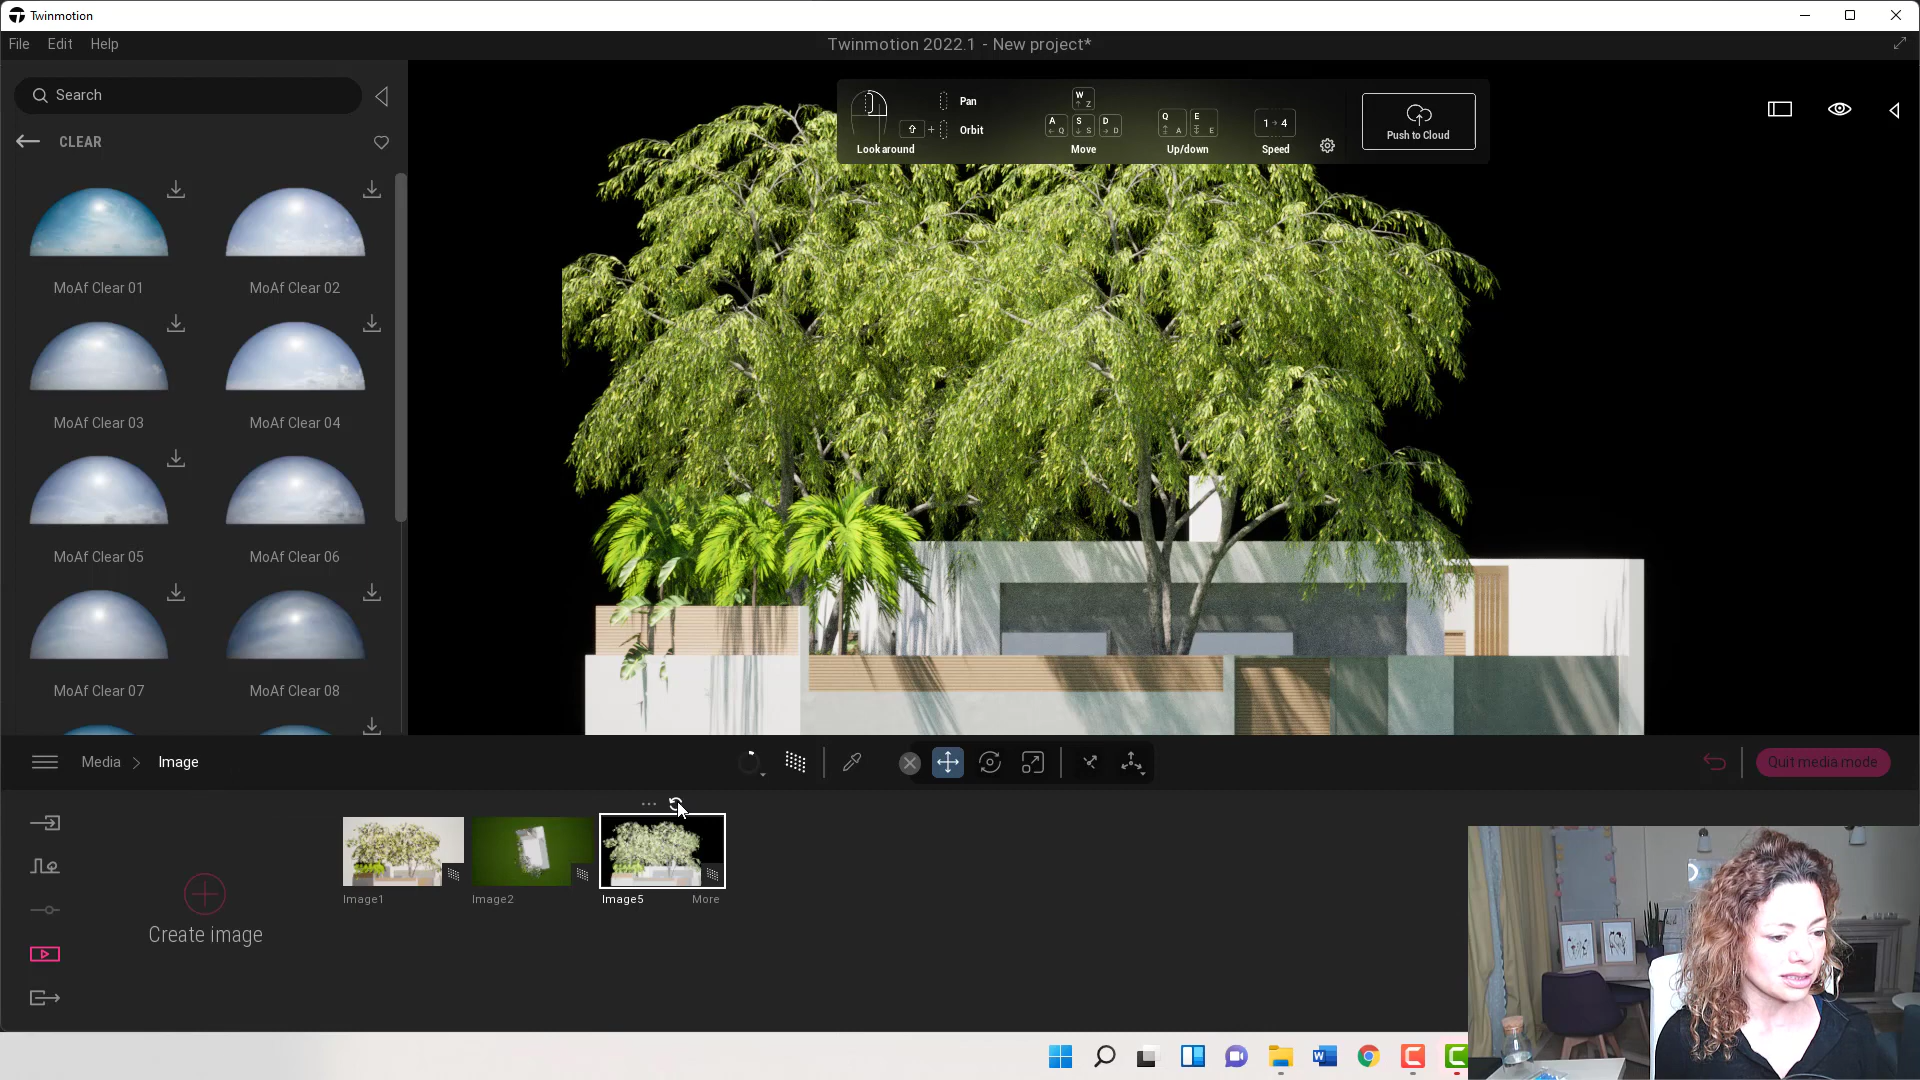 Twinmotion
File Edit Help
Twinmotion 2022.1 - New project*
Search
CLEAR
MoAf Clear 01
MoAf Clear 02
MoAf Clear 03
MoAf Clear 04
MoAf Clear 05
MoAf Clear 06
MoAf Clear 07
MoAf Clear 08
Pan
Orbit
Look around
W
Z
A
Q
S
S
D
D
Move
Q
A
E
E
Up/down
1 → 4
Speed
Push to Cloud
Media > Image
Quit media mode
Create image
Image1
Image2
Image5
More